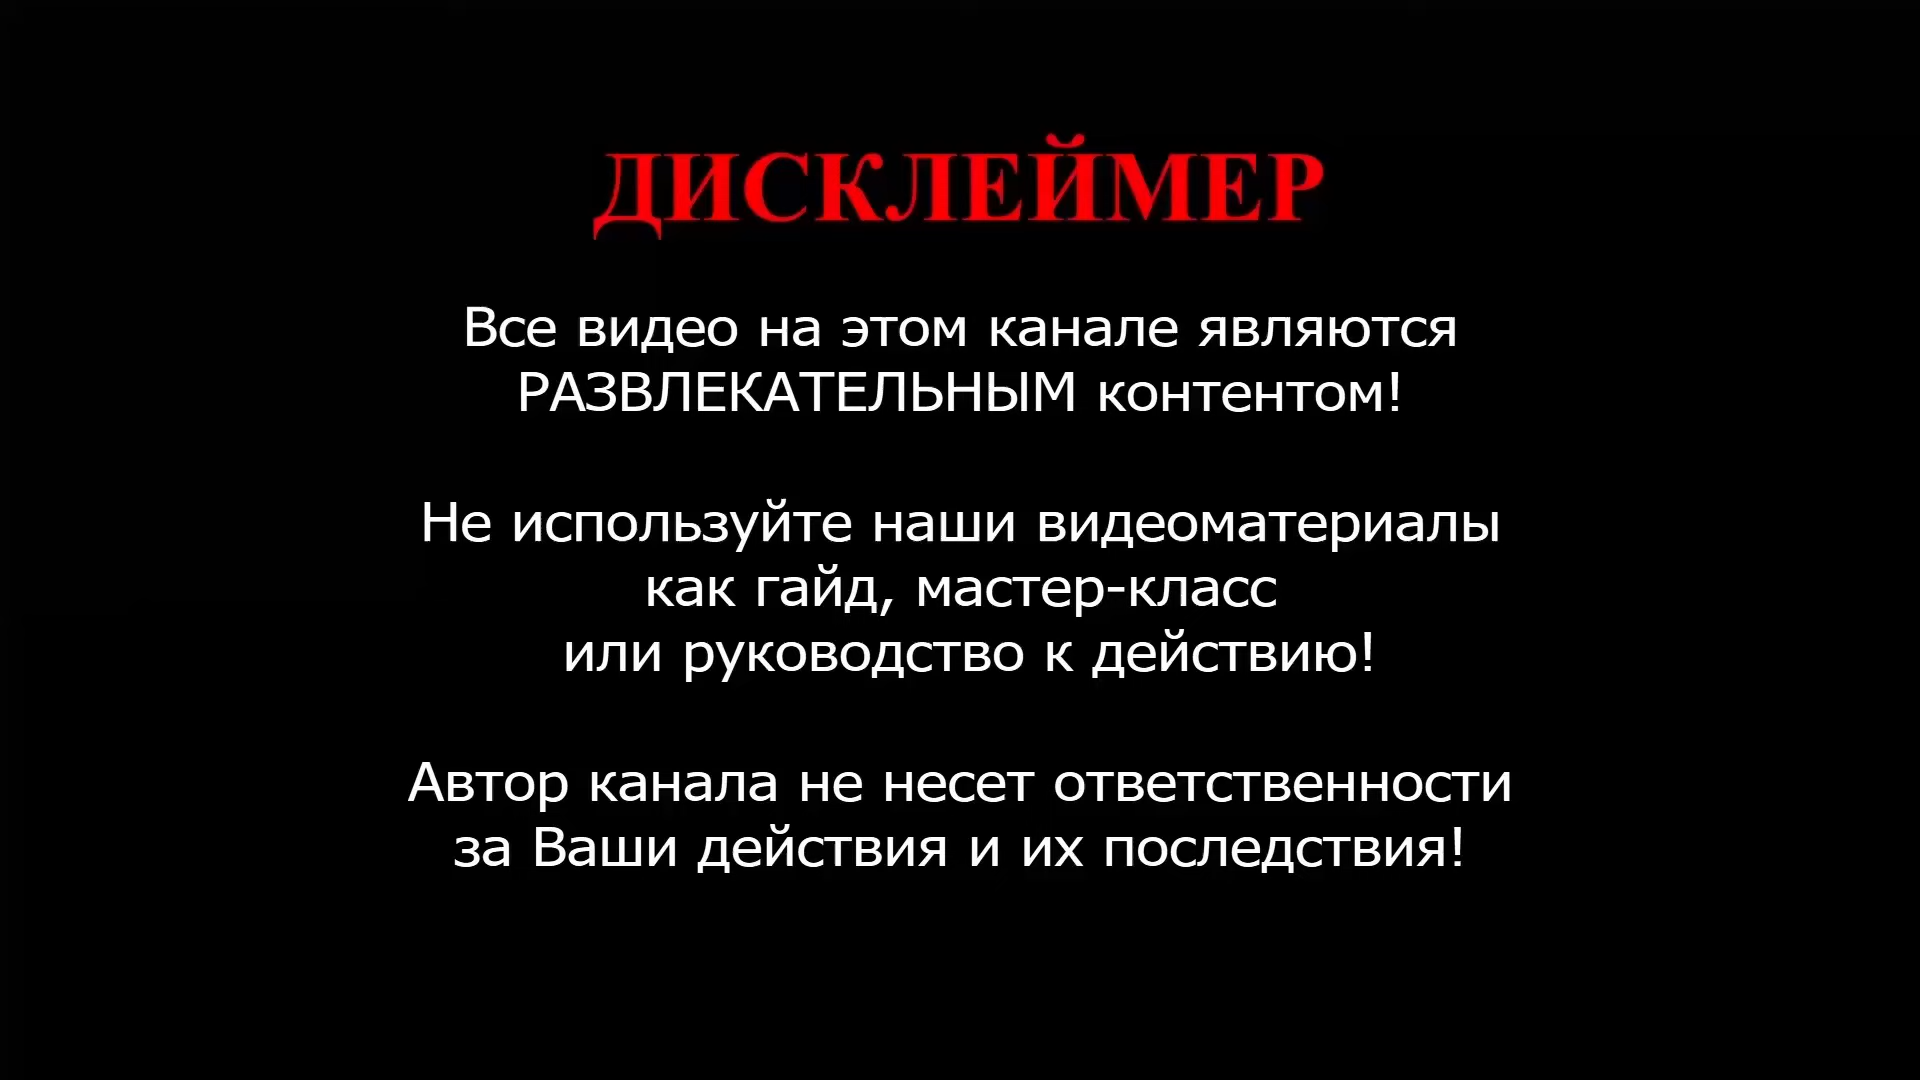 ДИСКЛЕЙМЕР
Все видео на этом канале являются
РАЗВЛЕКАТЕЛЬНЫМ контентом!
Не используйте наши видеоматериалы
как гайд, мастер-класс
или руководство к действию!
Автор канала не несет ответственности
за Ваши действия и их последствия!